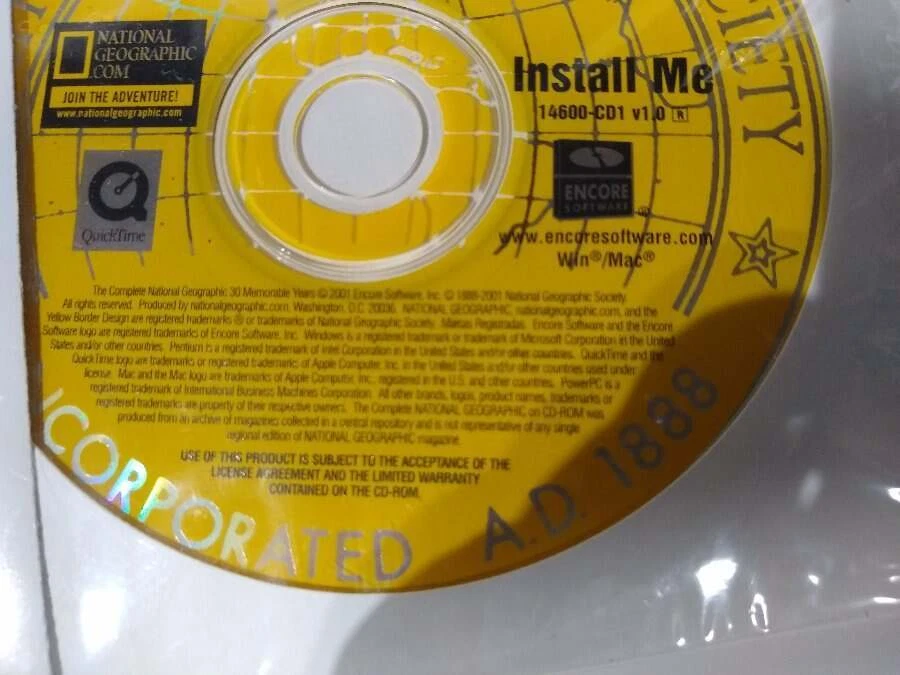 NATIONAL
GEOGRAPHIC
.COM
JOIN THE ADVENTURE!
www.nationalgeographic.com
QuickTime
Install Me
14600-CD1 v1.0 R
ENCORE
SOFTWARE®
www.encoresoftware.com
Win®/Mac®
The Complete National Geographic 30 Memorable Years © 2001 Encore Software, Inc. © 1888-2001 National Geographic Society.
All rights reserved. Produced by nationalgeographic.com, Washington, D.C. 20036. NATIONAL GEOGRAPHIC, nationalgeographic.com, and the
Yellow Border Design are registered trademarks ® or trademarks of National Geographic Society. Marcas Registradas. Encore Software and the Encore
Software logo are registered trademarks of Encore Software, Inc. Windows is a registered trademark or trademark of Microsoft Corporation in the United
States and/or other countries. Pentium is a registered trademark of Intel Corporation in the United States and/or other countries. QuickTime and the
QuickTime logo are trademarks or registered trademarks of Apple Computer, Inc. in the United States and/or other countries used under
license. Mac and the Mac logo are trademarks of Apple Computer, Inc., registered in the U.S. and other countries. PowerPC is a
registered trademark of International Business Machines Corporation. All other brands, logos, product names, trademarks or
registered trademarks are property of their respective owners. The Complete NATIONAL GEOGRAPHIC on CD-ROM was
produced from an archive of magazines collected in a central repository and is not representative of any single
regional edition of NATIONAL GEOGRAPHIC magazine.
USE OF THIS PRODUCT IS SUBJECT TO THE ACCEPTANCE OF THE
LICENSE AGREEMENT AND THE LIMITED WARRANTY
CONTAINED ON THE CD-ROM.
CIETY
NCORPORATED A.D. 1888